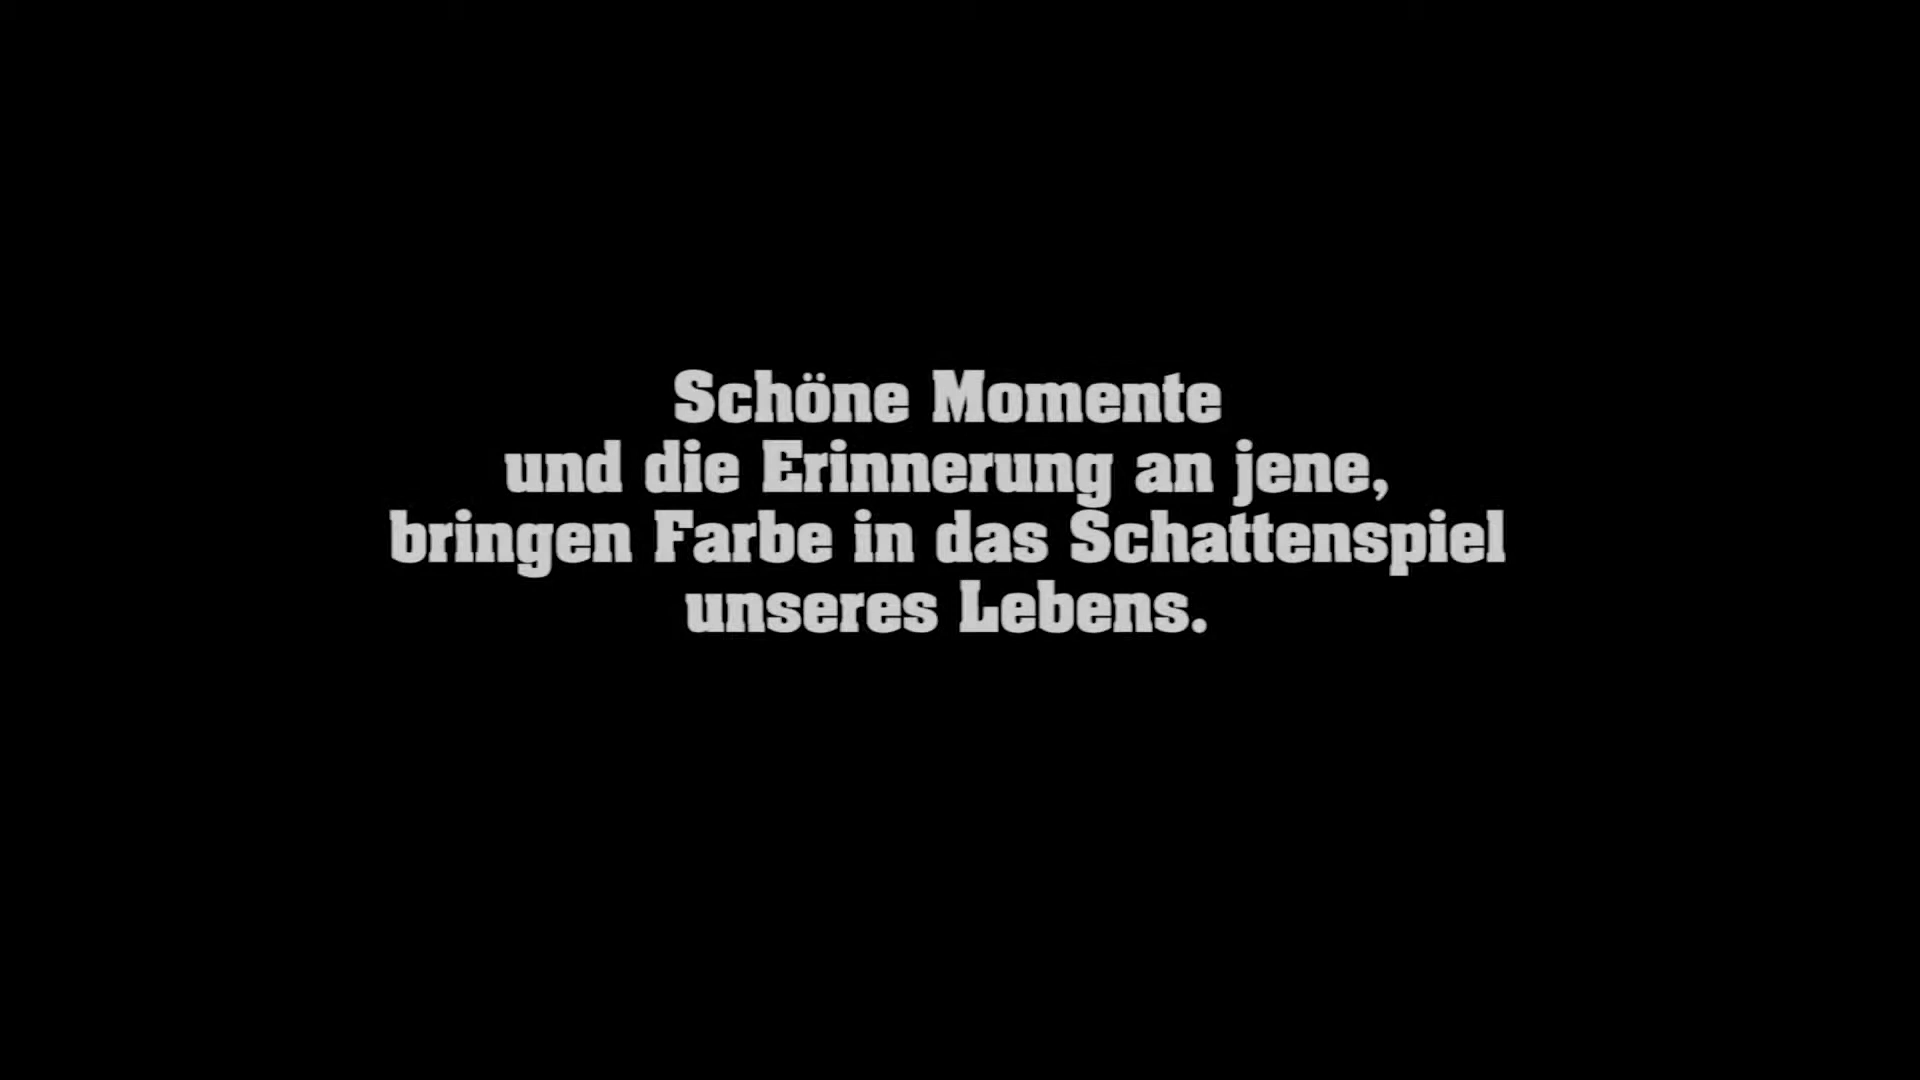 Schöne Momente
und die Erinnerung an jene,
bringen Farbe in das Schattenspiel
unseres Lebens.